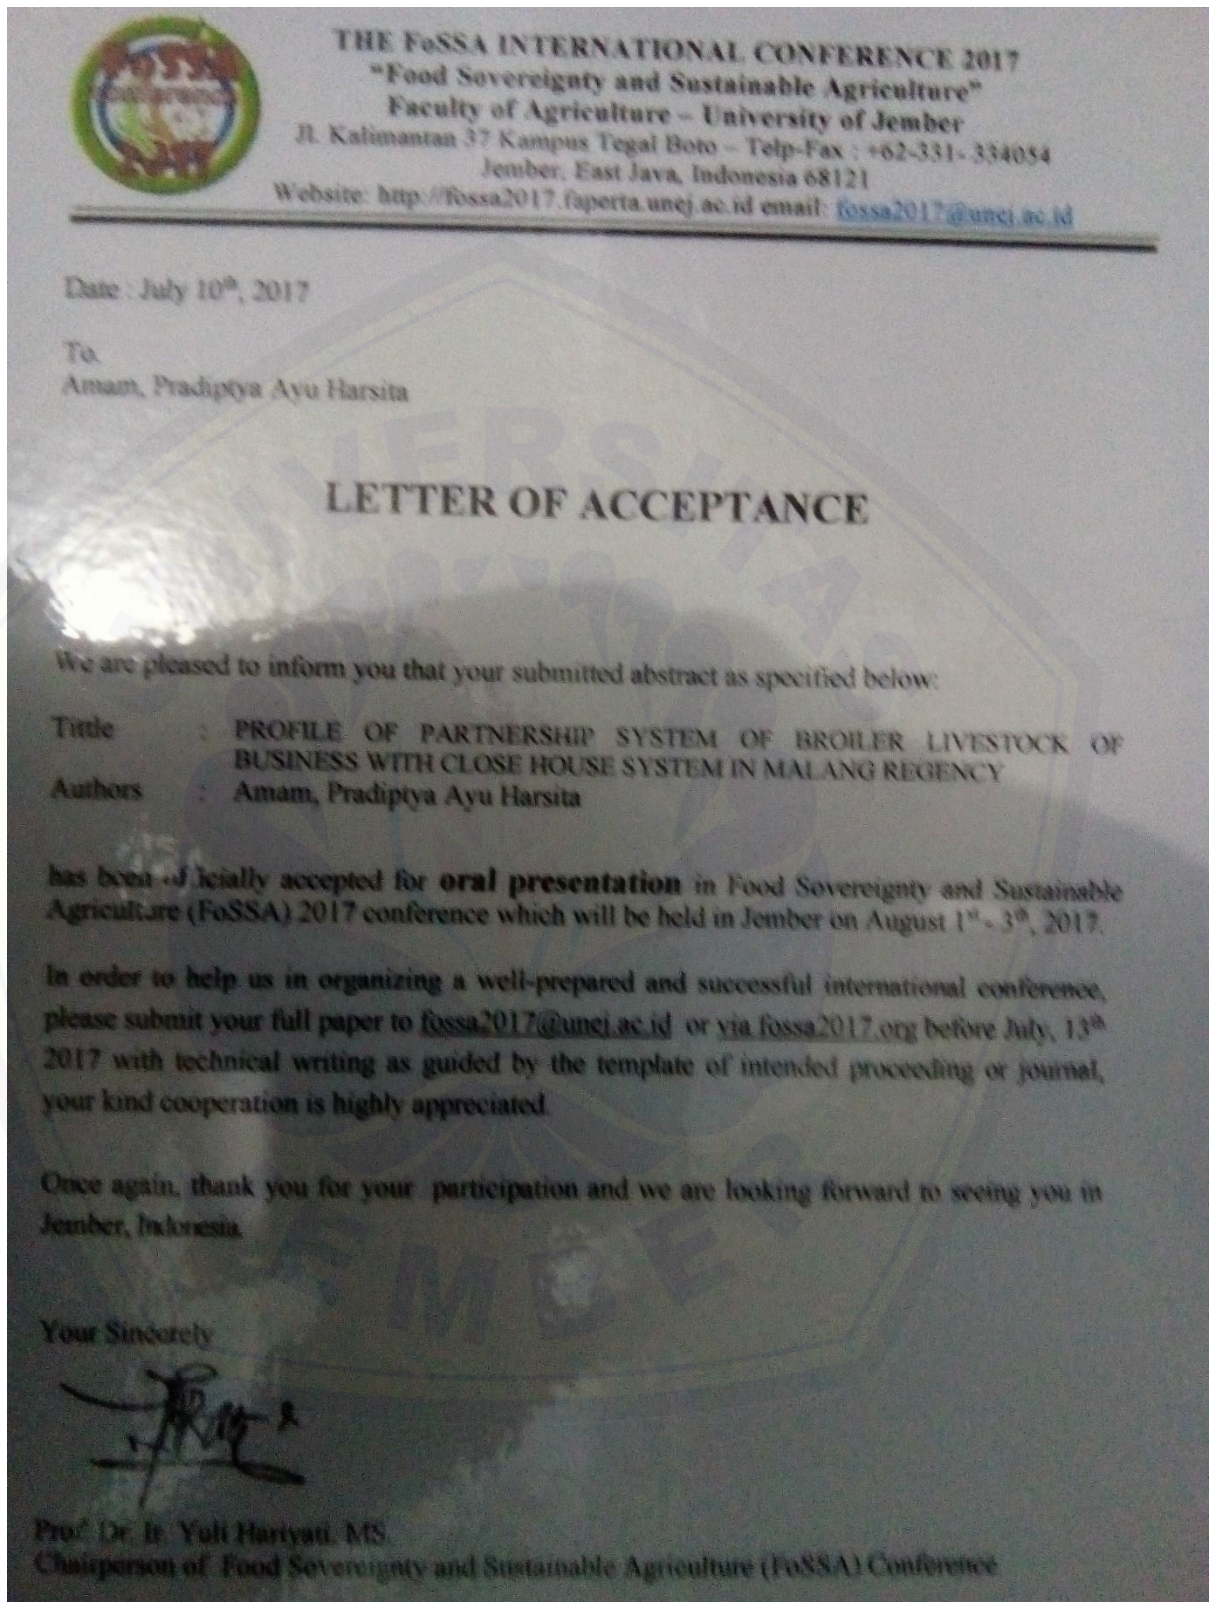 FoSSA
Conference
2017
THE FoSSA INTERNATIONAL CONFERENCE 2017
"Food Sovereignty and Sustainable Agriculture"
Faculty of Agriculture – University of Jember
Jl. Kalimantan 37 Kampus Tegal Boto – Telp-Fax : +62-331- 334054
Jember, East Java, Indonesia 68121
Website: http://fossa2017.faperta.unej.ac.id email: fossa2017@unej.ac.id
Date : July 10th, 2017
To.
Amam, Pradiptya Ayu Harsita
UNIVERSITAS
LETTER OF ACCEPTANCE
We are pleased to inform you that your submitted abstract as specified below:
Tittle : PROFILE OF PARTNERSHIP SYSTEM OF BROILER LIVESTOCK OF
BUSINESS WITH CLOSE HOUSE SYSTEM IN MALANG REGENCY
Authors : Amam, Pradiptya Ayu Harsita
has been officially accepted for oral presentation in Food Sovereignty and Sustainable
Agriculture (FoSSA) 2017 conference which will be held in Jember on August 1st - 3th, 2017.
In order to help us in organizing a well-prepared and successful international conference,
please submit your full paper to fossa2017@unej.ac.id or via fossa2017.org before July, 13th
2017 with technical writing as guided by the template of intended proceeding or journal,
your kind cooperation is highly appreciated.
Once again, thank you for your participation and we are looking forward to seeing you in
Jember, Indonesia
JEMBER
Your Sincerely
Prof. Dr. Ir. Yuli Hariyati, MS.
Chairperson of Food Sovereignty and Sustainable Agriculture (FoSSA) Conference